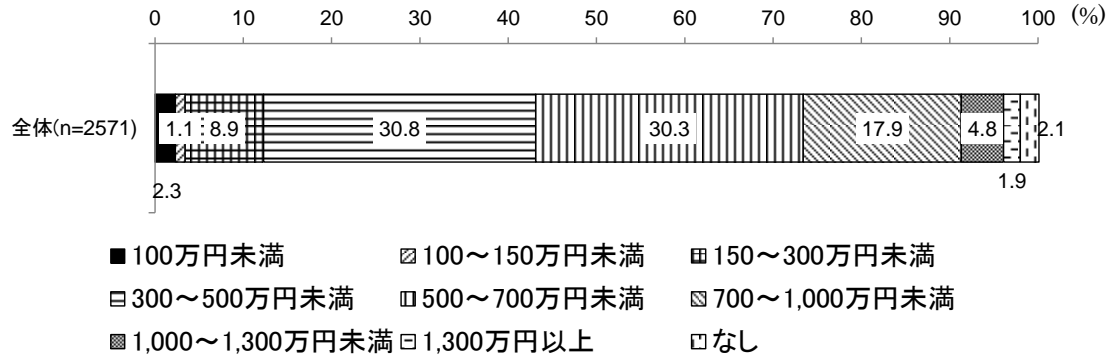 0 10 20 30 40 50 60 70 80 90 100 (%)
全体(n=2571) 1.1 8.9 30.8 30.3 17.9 4.8 2.1
2.3 1.9
100万円未満 100～150万円未満 150～300万円未満
300～500万円未満 500～700万円未満 700～1,000万円未満
1,000～1,300万円未満 1,300万円以上 なし